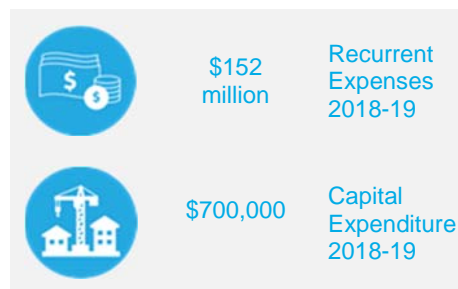 $
$
$152
million
Recurrent
Expenses
2018-19
$700,000
Capital
Expenditure
2018-19